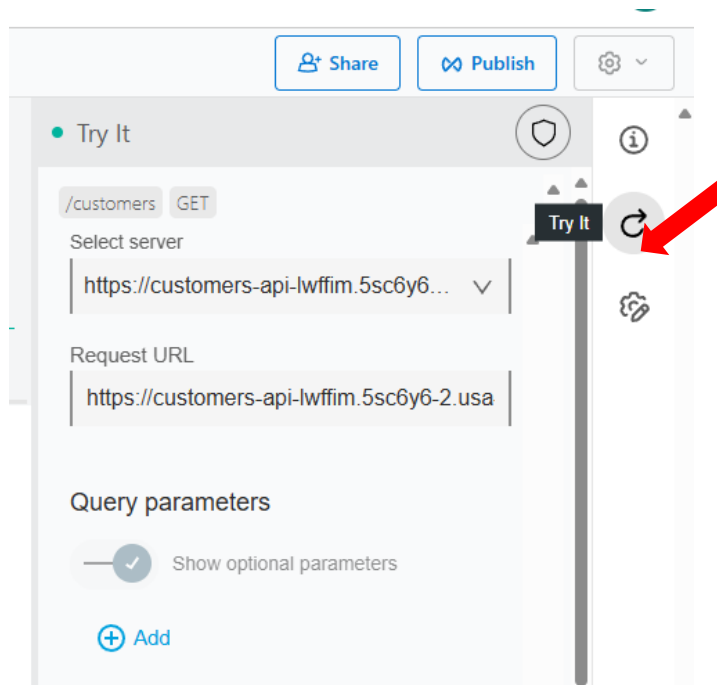 Share
Publish
Try It
/customers GET
Try It
Select server
https://customers-api-lwffim.5sc6y6...
Request URL
https://customers-api-lwffim.5sc6y6-2.usa
Query parameters
Show optional parameters
Add